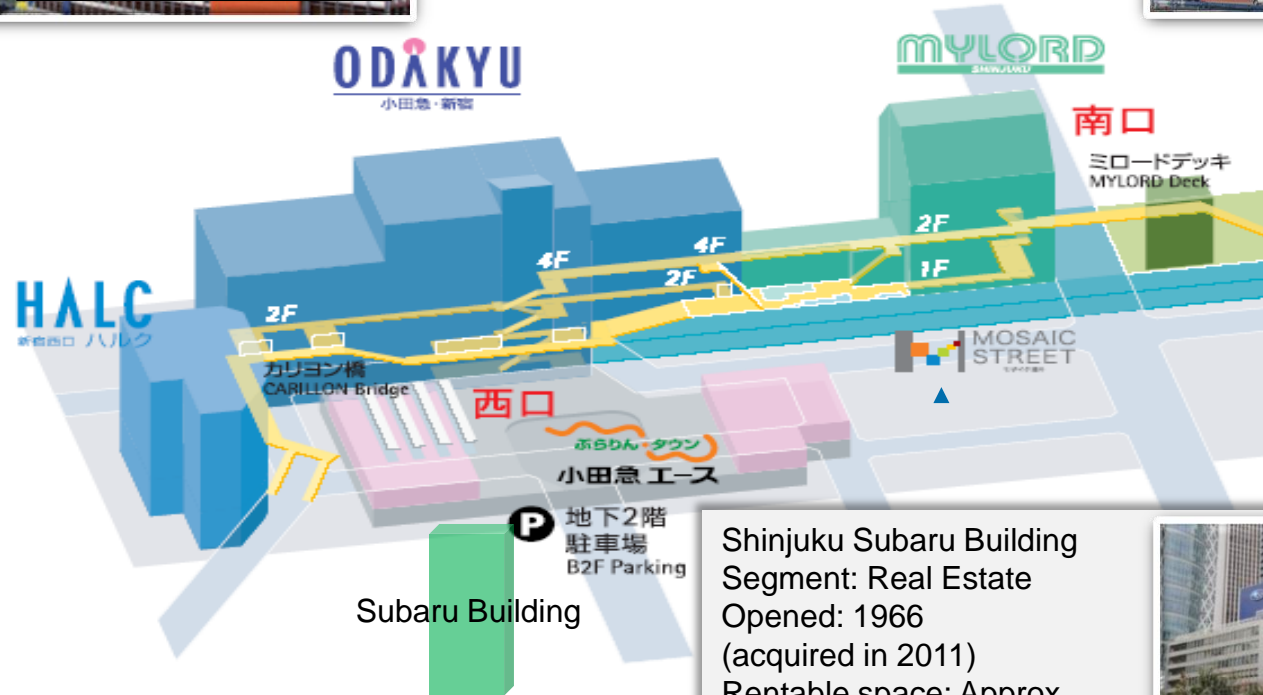 ODAKYU
小田急・新宿
MYLORD
SHINJUKU
南口
ミロードデッキ
MYLORD Deck
2F
4F
4F
1F
2F
HALC
新宿西口 ハルク
2F
カリヨン橋
CARILLON Bridge
MOSAIC
STREET
西口
ぶらりん・タウン
小田急 エース
P
地下2階
駐車場
B2F Parking
Subaru Building
Shinjuku Subaru Building
Segment: Real Estate
Opened: 1966
(acquired in 2011)
Rentable space: Approx